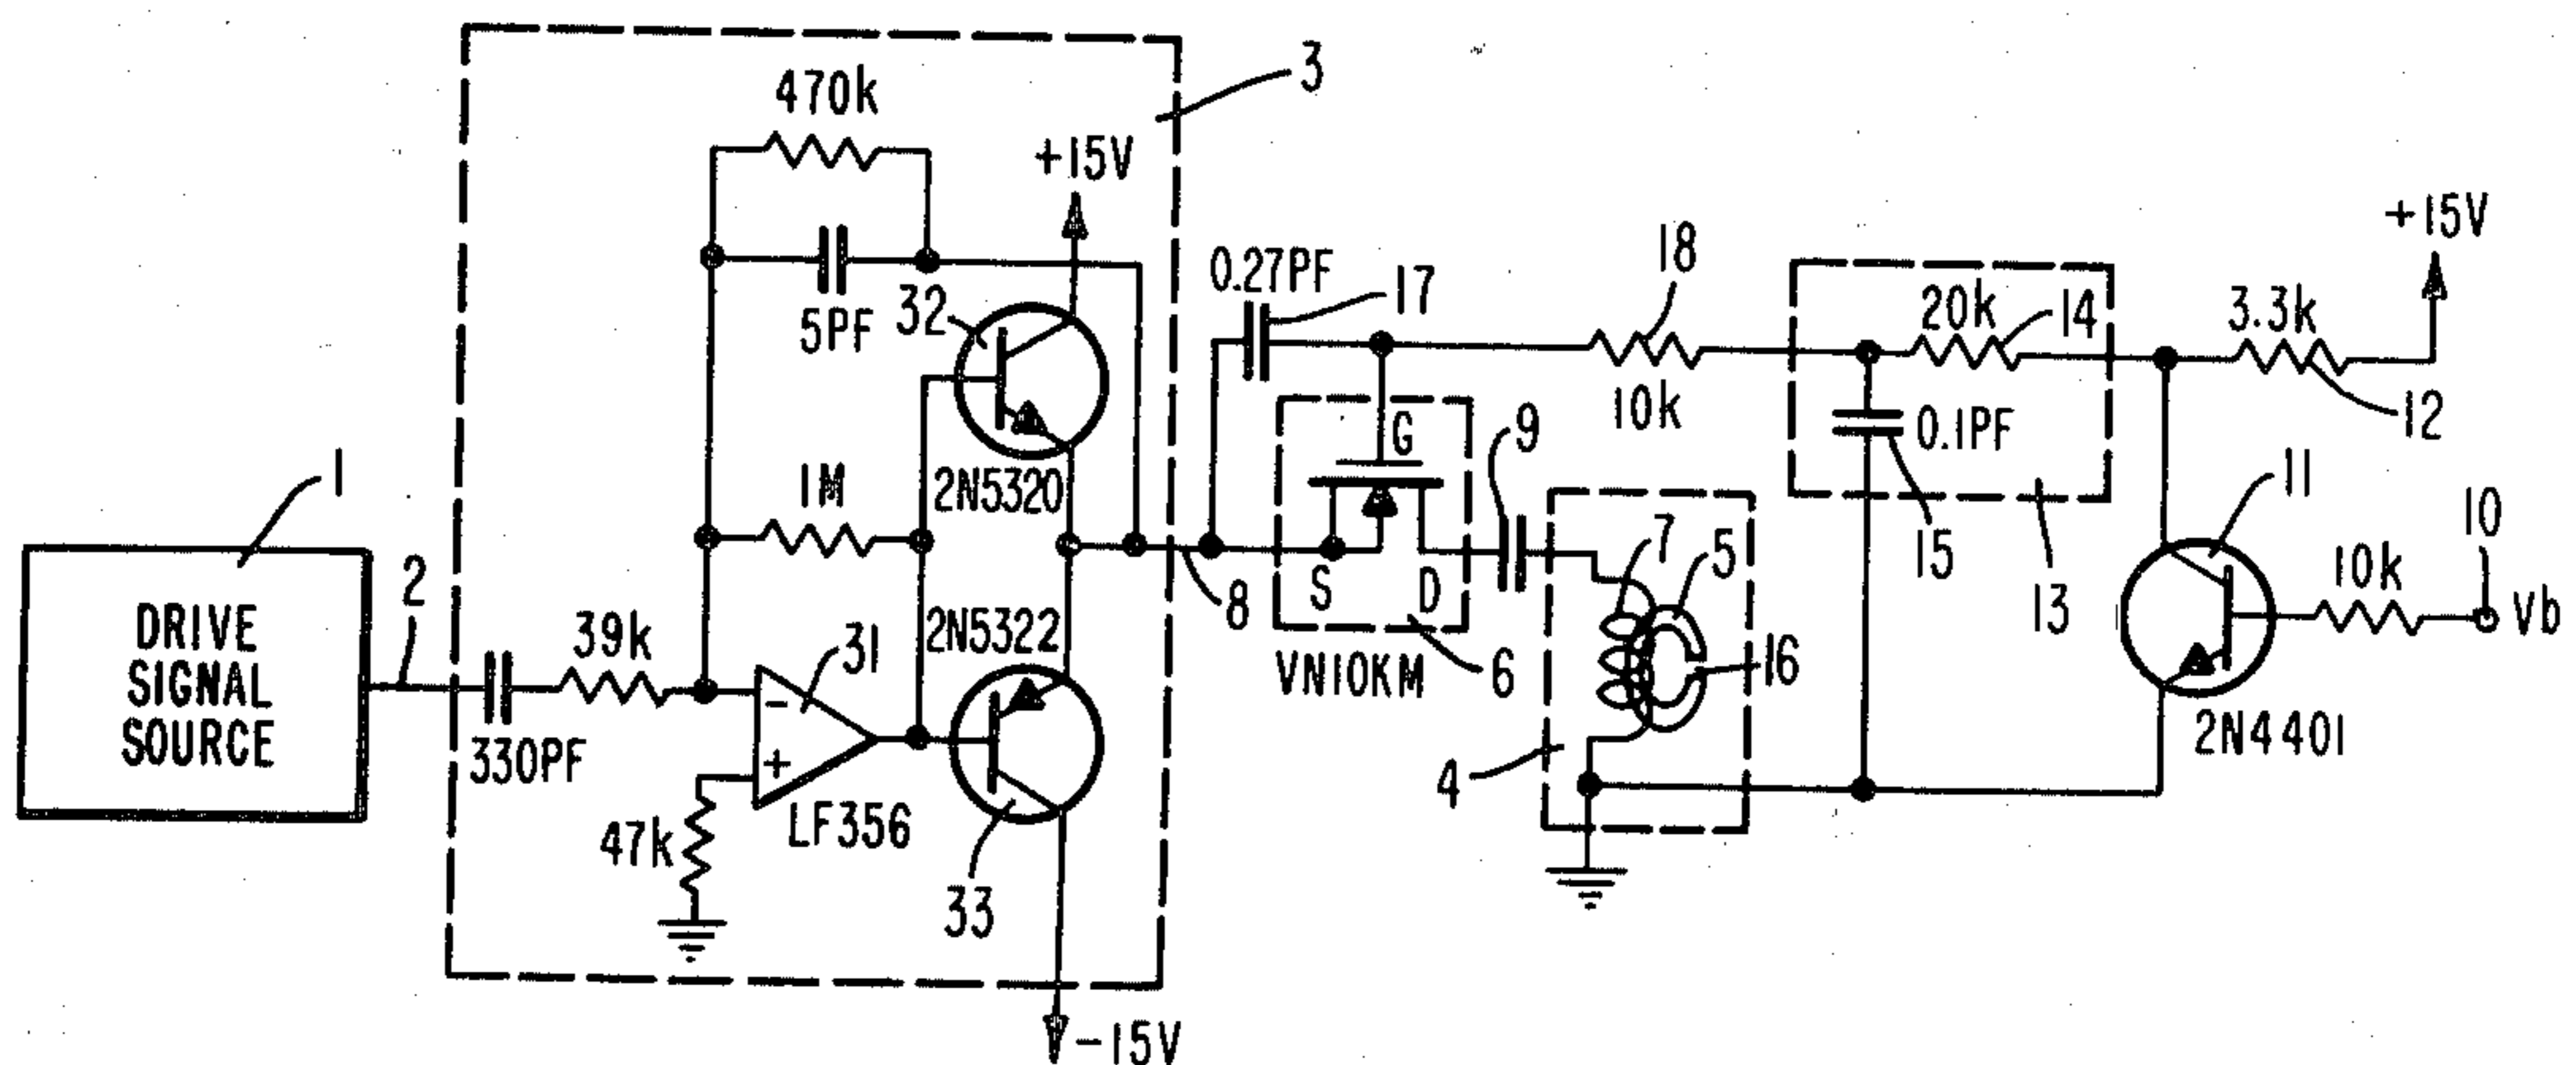 3
470k
+15V
5PF
32
2N5320
1M
1
DRIVE
SIGNAL
SOURCE
2
330PF
39k
31
2N5322
47k
LF356
33
-15V
0.27PF
17
18
10k
G
S
D
8
VN10KM
6
9
7
5
16
4
20k
14
0.1PF
15
13
+15V
3.3k
12
11
10k
10
Vb
2N4401